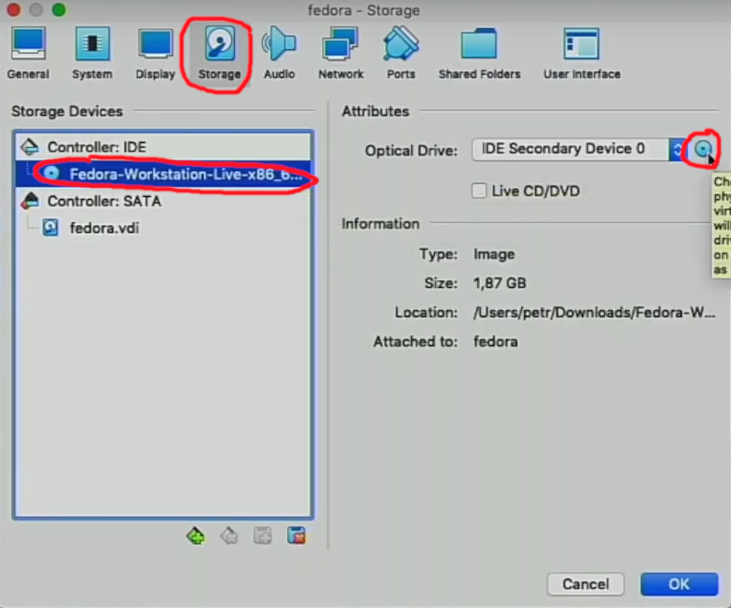 fedora - Storage
General System Display Storage Audio Network Ports Shared Folders User Interface
Storage Devices
Controller: IDE
Fedora-Workstation-Live-x86_6...
Controller: SATA
fedora.vdi
Attributes
Optical Drive: IDE Secondary Device 0
Live CD/DVD
Information
Type: Image
Size: 1,87 GB
Location: /Users/petr/Downloads/Fedora-W...
Attached to: fedora
Ch
phy
virt
will
driv
on
as
Cancel OK